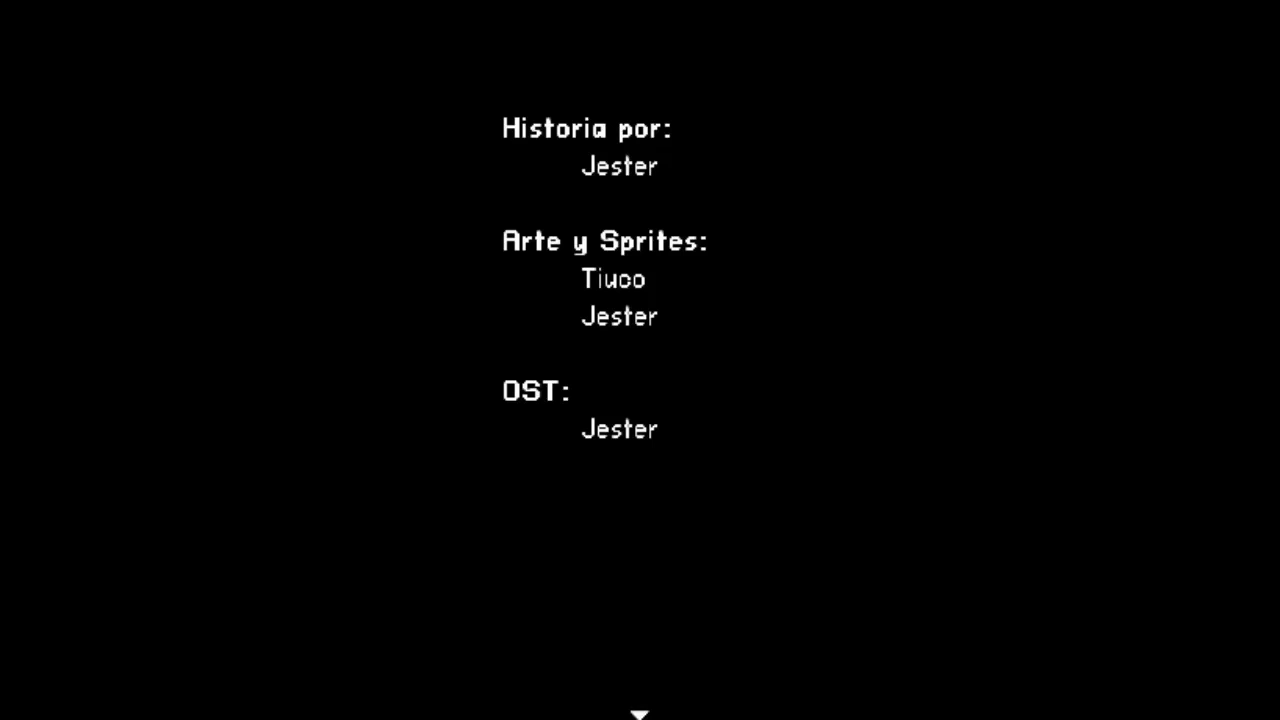 Historia por:
Jester
Arte y Sprites:
Tiuco
Jester
OST:
Jester